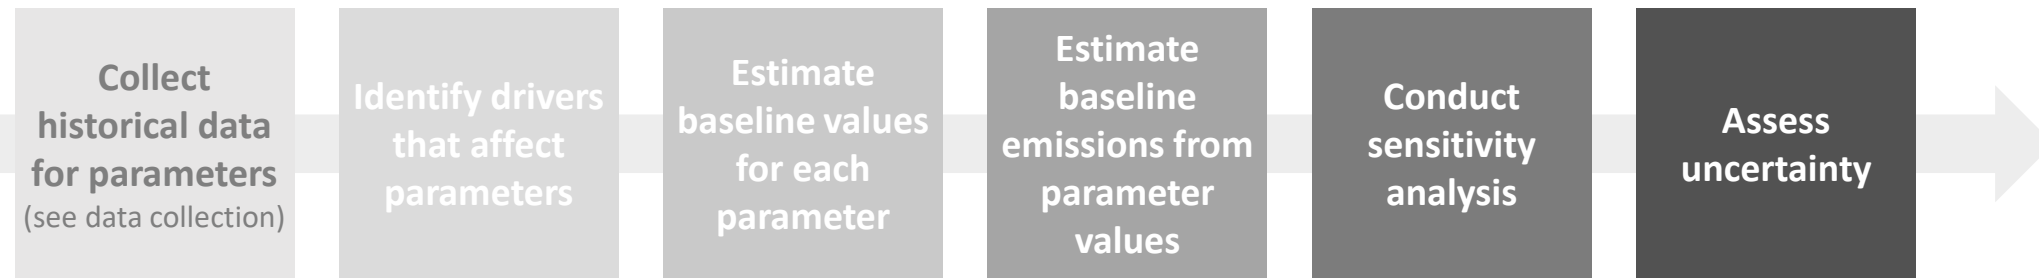 Collect
historical data
for parameters
(see data collection)
Identify drivers
that affect
parameters
Estimate
baseline values
for each
parameter
Estimate
baseline
emissions from
parameter
values
Conduct
sensitivity
analysis
Assess
uncertainty